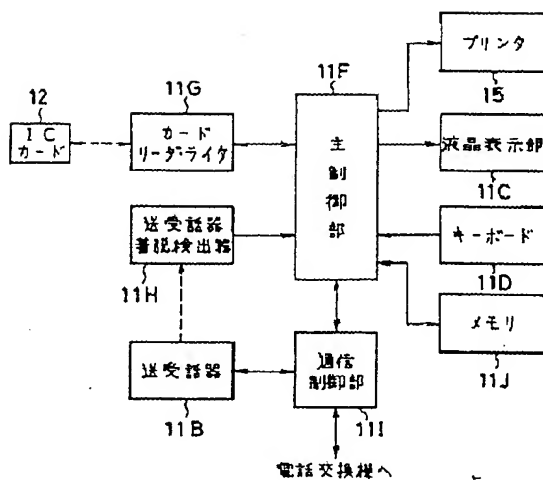 プリンタ
15
11F
11G
12
ICカード
カード
リーダ・ライタ
主制御部
液晶表示部
11C
送受話器
着脱検出器
11H
キーボード
11D
メモリ
11J
送受話器
11B
通信
制御部
11I
電話交換機へ